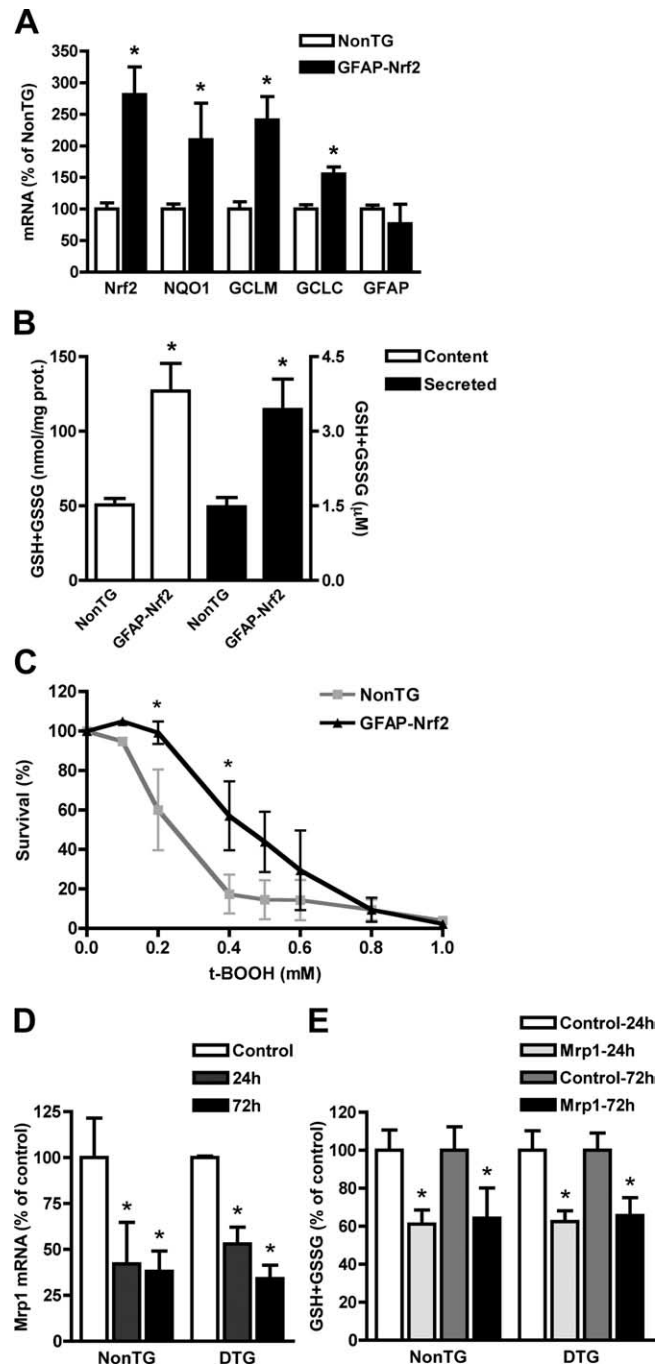 A
NonTG
GFAP-Nrf2
mRNA (% of NonTG)
350
300
250
200
150
100
50
0
* * * *
Nrf2 NQO1 GCLM GCLC GFAP
B
Content
Secreted
GSH+GSSG (nmol/mg prot.)
150
100
50
0
* *
4.5
3.0
1.5
0.0
GSH+GSSG (µM)
NonTG GFAP-Nrf2 NonTG GFAP-Nrf2
C
NonTG
GFAP-Nrf2
Survival (%)
120
100
80
60
40
20
0
* *
0.0 0.2 0.4 0.6 0.8 1.0
t-BOOH (mM)
D
Control
24h
72h
Mrp1 mRNA (% of control)
125
100
75
50
25
0
* * * *
NonTG DTG
E
Control-24h
Mrp1-24h
Control-72h
Mrp1-72h
GSH+GSSG (% of control)
120
100
80
60
40
20
0
* * * *
NonTG DTG